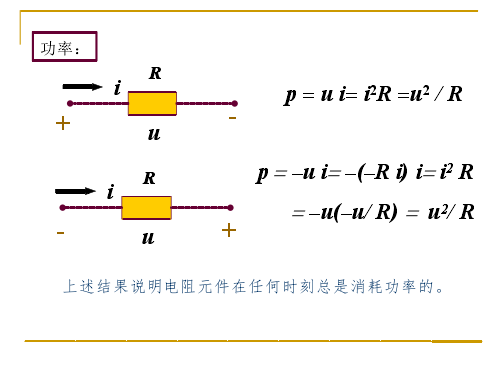 功率：
R
i
p = u i= i²R =u² / R
+ -
u
p = –u i= –(–R i) i= i² R
R
i
= –u(–u/ R) = u²/ R
- +
u
上述结果说明电阻元件在任何时刻总是消耗功率的。